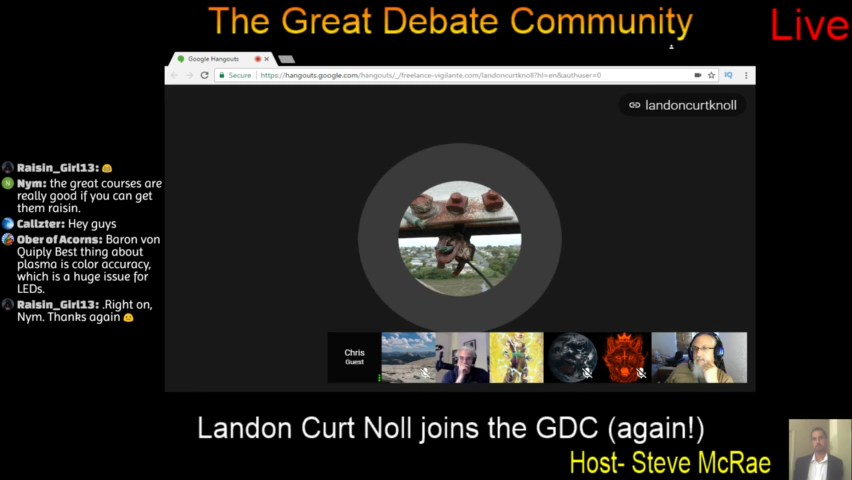 The Great Debate Community
Live
Google Hangouts
Secure
https://hangouts.google.com/hangouts/_/freelance-vigilante.com/landoncurtknoll?hl=en&authuser=0
IQ
landoncurtknoll
Raisin_Girl13:
N
Nym: the great courses are
really good if you can get
them raisin.
Callzter: Hey guys
Ober of Acorns: Baron von
Quiply Best thing about
plasma is color accuracy,
which is a huge issue for
LEDs.
Raisin_Girl13: .Right on,
Nym. Thanks again
Chris
Guest
Landon Curt Noll joins the GDC (again!)
Host- Steve McRae